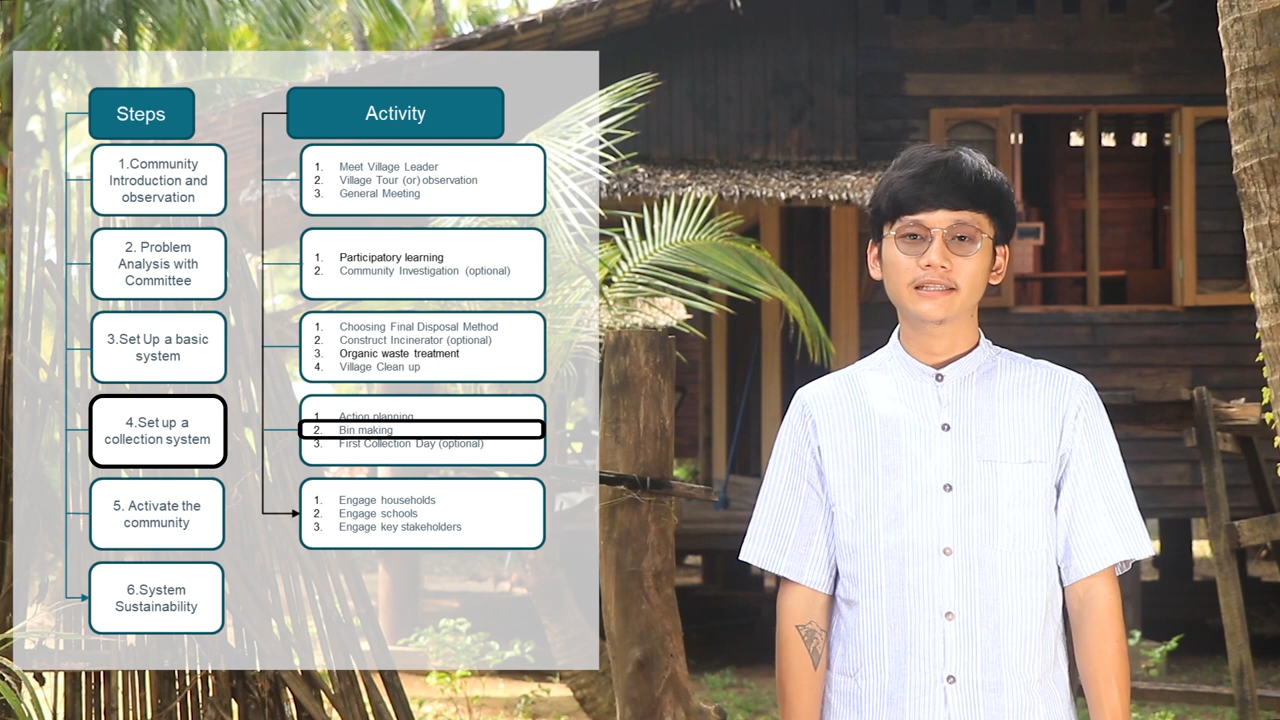 Steps
Activity
1.Community
Introduction and
observation
1. Meet Village Leader
2. Village Tour (or) observation
3. General Meeting
2. Problem
Analysis with
Committee
1. Participatory learning
2. Community Investigation (optional)
3.Set Up a basic
system
1. Choosing Final Disposal Method
2. Construct Incinerator (optional)
3. Organic waste treatment
4. Village Clean up
4.Set up a
collection system
1. Action planning
2. Bin making
3. First Collection Day (optional)
5. Activate the
community
1. Engage households
2. Engage schools
3. Engage key stakeholders
6.System
Sustainability